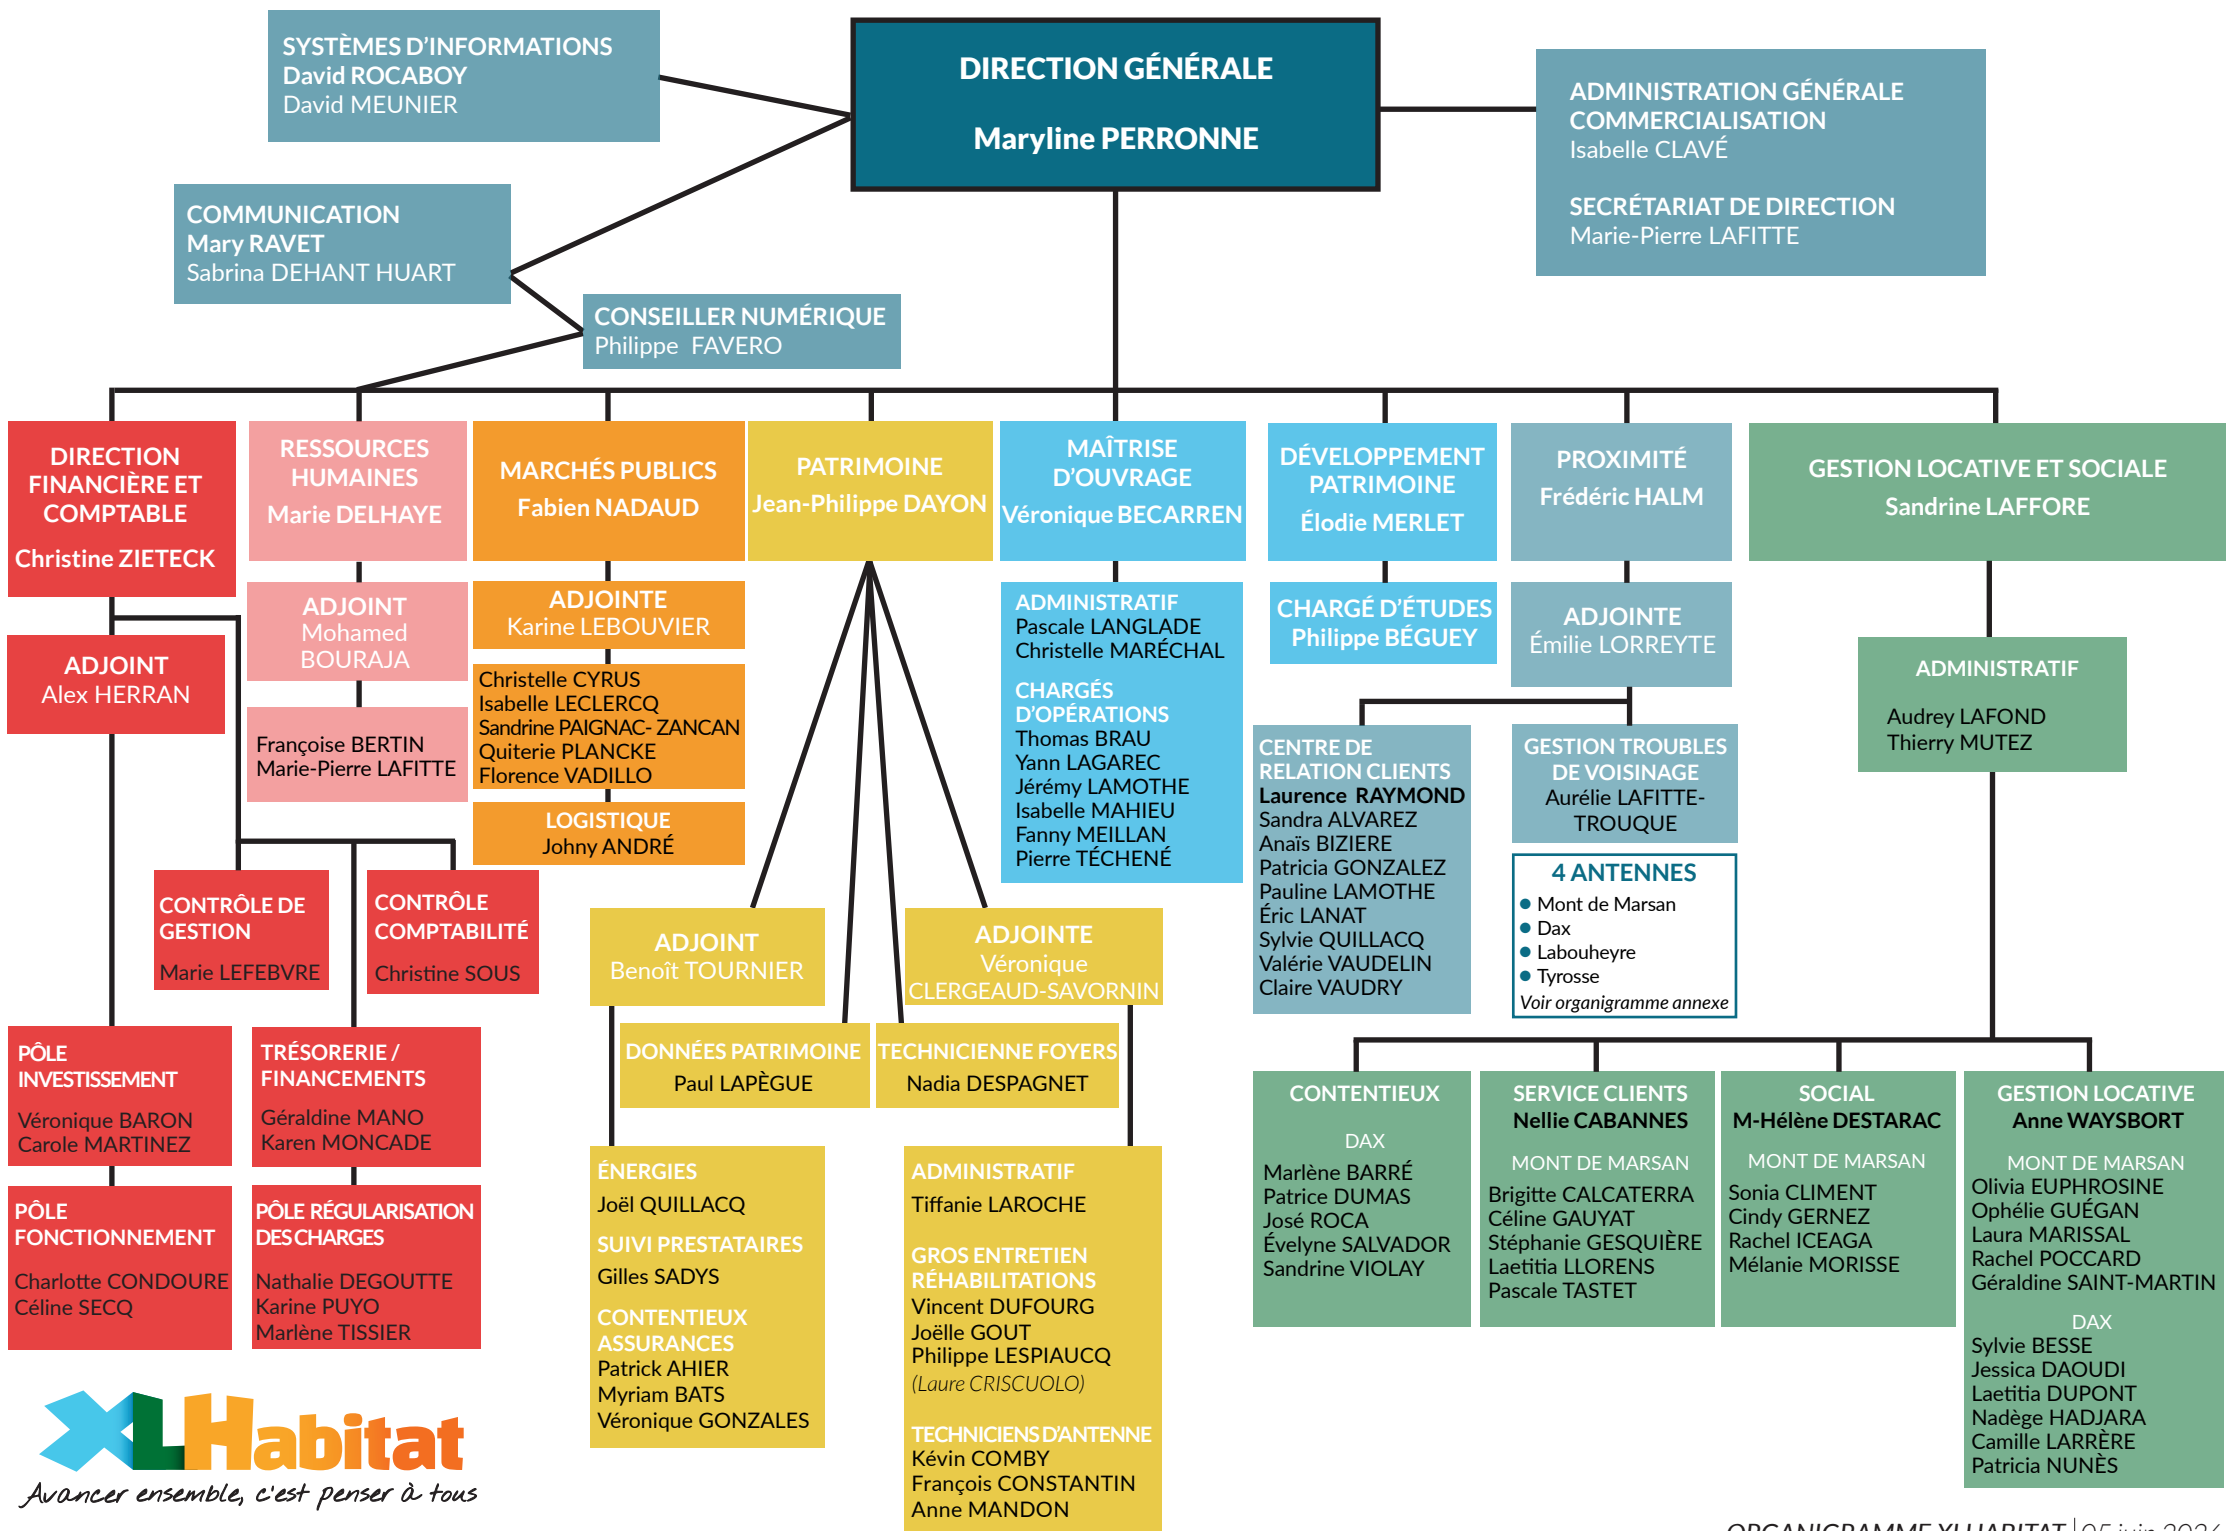 SYSTÈMES D'INFORMATIONS
David ROCABOY
David MEUNIER
DIRECTION GÉNÉRALE
Maryline PERRONNE
ADMINISTRATION GÉNÉRALE
COMMERCIALISATION
Isabelle CLAVÉ
SECRÉTARIAT DE DIRECTION
Marie-Pierre LAFITTE
COMMUNICATION
Mary RAVET
Sabrina DEHANT HUART
CONSEILLER NUMÉRIQUE
Philippe FAVERO
DIRECTION
FINANCIÈRE ET
COMPTABLE
Christine ZIETECK
ADJOINT
Alex HERRAN
CONTRÔLE DE
GESTION
Marie LEFEBVRE
CONTRÔLE
COMPTABILITÉ
Christine SOUS
PÔLE
INVESTISSEMENT
Véronique BARON
Carole MARTINEZ
TRÉSORERIE /
FINANCEMENTS
Géraldine MANO
Karen MONCADE
PÔLE
FONCTIONNEMENT
Charlotte CONDOURE
Céline SECQ
PÔLE RÉGULARISATION
DES CHARGES
Nathalie DEGOUTTE
Karine PUYO
Marlène TISSIER
RESSOURCES
HUMAINES
Marie DELHAYE
ADJOINT
Mohamed
BOURAJA
Françoise BERTIN
Marie-Pierre LAFITTE
MARCHÉS PUBLICS
Fabien NADAUD
ADJOINTE
Karine LEBOUVIER
Christelle CYRUS
Isabelle LECLERCQ
Sandrine PAIGNAC- ZANCAN
Quiterie PLANCKE
Florence VADILLO
LOGISTIQUE
Johny ANDRÉ
PATRIMOINE
Jean-Philippe DAYON
ADJOINT
Benoît TOURNIER
ADJOINTE
Véronique
CLERGEAUD-SAVORNIN
DONNÉES PATRIMOINE
Paul LAPÈGUE
TECHNICIENNE FOYERS
Nadia DESPAGNET
ÉNERGIES
Joël QUILLACQ
SUIVI PRESTATAIRES
Gilles SADYS
CONTENTIEUX
ASSURANCES
Patrick AHIER
Myriam BATS
Véronique GONZALES
ADMINISTRATIF
Tiffanie LAROCHE
GROS ENTRETIEN
RÉHABILITATIONS
Vincent DUFOURG
Joëlle GOUT
Philippe LESPIAUCQ
(Laure CRISCUOLO)
TECHNICIENS D'ANTENNE
Kévin COMBY
François CONSTANTIN
Anne MANDON
MAÎTRISE
D'OUVRAGE
Véronique BECARREN
ADMINISTRATIF
Pascale LANGLADE
Christelle MARÉCHAL
CHARGÉS
D'OPÉRATIONS
Thomas BRAU
Yann LAGAREC
Jérémy LAMOTHE
Isabelle MAHIEU
Fanny MEILLAN
Pierre TÉCHENÉ
DÉVELOPPEMENT
PATRIMOINE
Élodie MERLET
CHARGÉ D'ÉTUDES
Philippe BÉGUEY
PROXIMITÉ
Frédéric HALM
ADJOINTE
Émilie LORREYTE
CENTRE DE
RELATION CLIENTS
Laurence RAYMOND
Sandra ALVAREZ
Anaïs BIZIERE
Patricia GONZALEZ
Pauline LAMOTHE
Éric LANAT
Sylvie QUILLACQ
Valérie VAUDELIN
Claire VAUDRY
GESTION TROUBLES
DE VOISINAGE
Aurélie LAFITTE-
TROUQUE
4 ANTENNES
• Mont de Marsan
• Dax
• Labouheyre
• Tyrosse
Voir organigramme annexe
GESTION LOCATIVE ET SOCIALE
Sandrine LAFFORE
ADMINISTRATIF
Audrey LAFOND
Thierry MUTEZ
CONTENTIEUX
DAX
Marlène BARRÉ
Patrice DUMAS
José ROCA
Évelyne SALVADOR
Sandrine VIOLAY
SERVICE CLIENTS
Nellie CABANNES
MONT DE MARSAN
Brigitte CALCATERRA
Céline GAUYAT
Stéphanie GESQUIÈRE
Laetitia LLORENS
Pascale TASTET
SOCIAL
M-Hélène DESTARAC
MONT DE MARSAN
Sonia CLIMENT
Cindy GERNEZ
Rachel ICEAGA
Mélanie MORISSE
GESTION LOCATIVE
Anne WAYSBORT
MONT DE MARSAN
Olivia EUPHROSINE
Ophélie GUÉGAN
Laura MARISSAL
Rachel POCCARD
Géraldine SAINT-MARTIN
DAX
Sylvie BESSE
Jessica DAOUDI
Laetitia DUPONT
Nadège HADJARA
Camille LARRÈRE
Patricia NUNÈS
XLHabitat
Avancer ensemble, c'est penser à tous
ORGANIGRAMME XLHABITAT | 05 juin